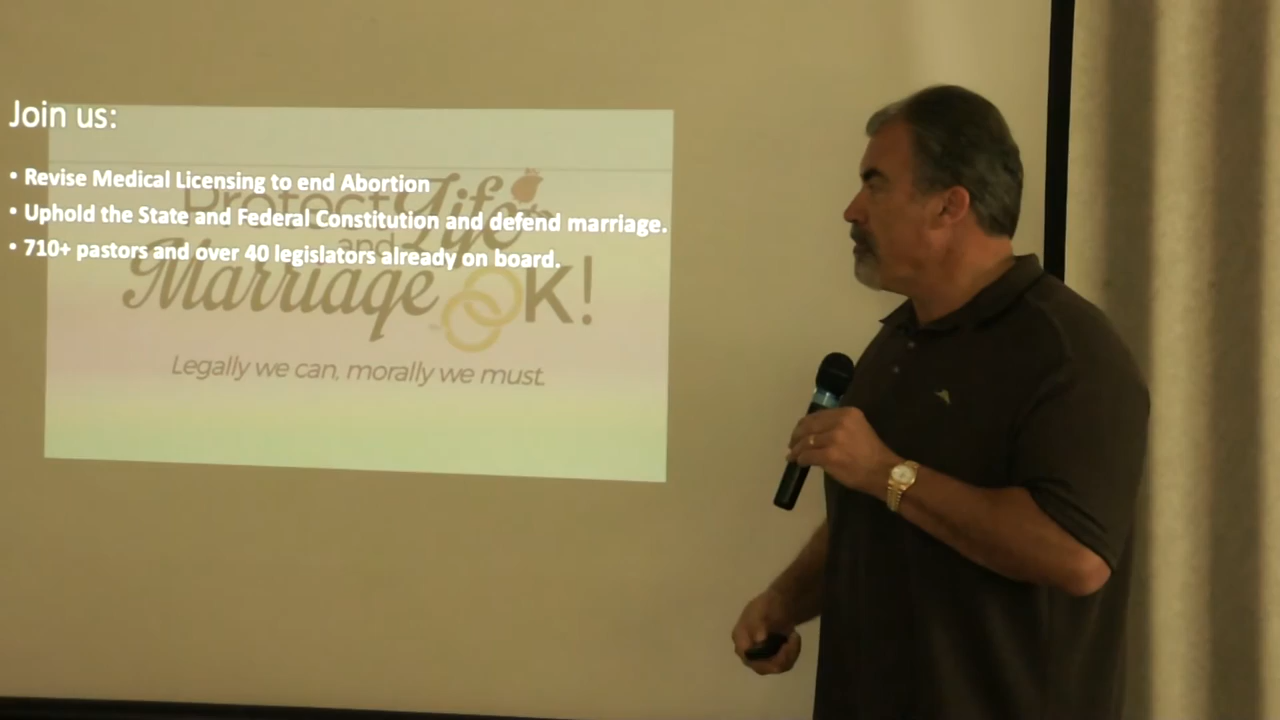 Join us:
• Revise Medical Licensing to end Abortion
• Uphold the State and Federal Constitution and defend marriage.
• 710+ pastors and over 40 legislators already on board.
Protect Life
and
Marriage OK!
Legally we can, morally we must.